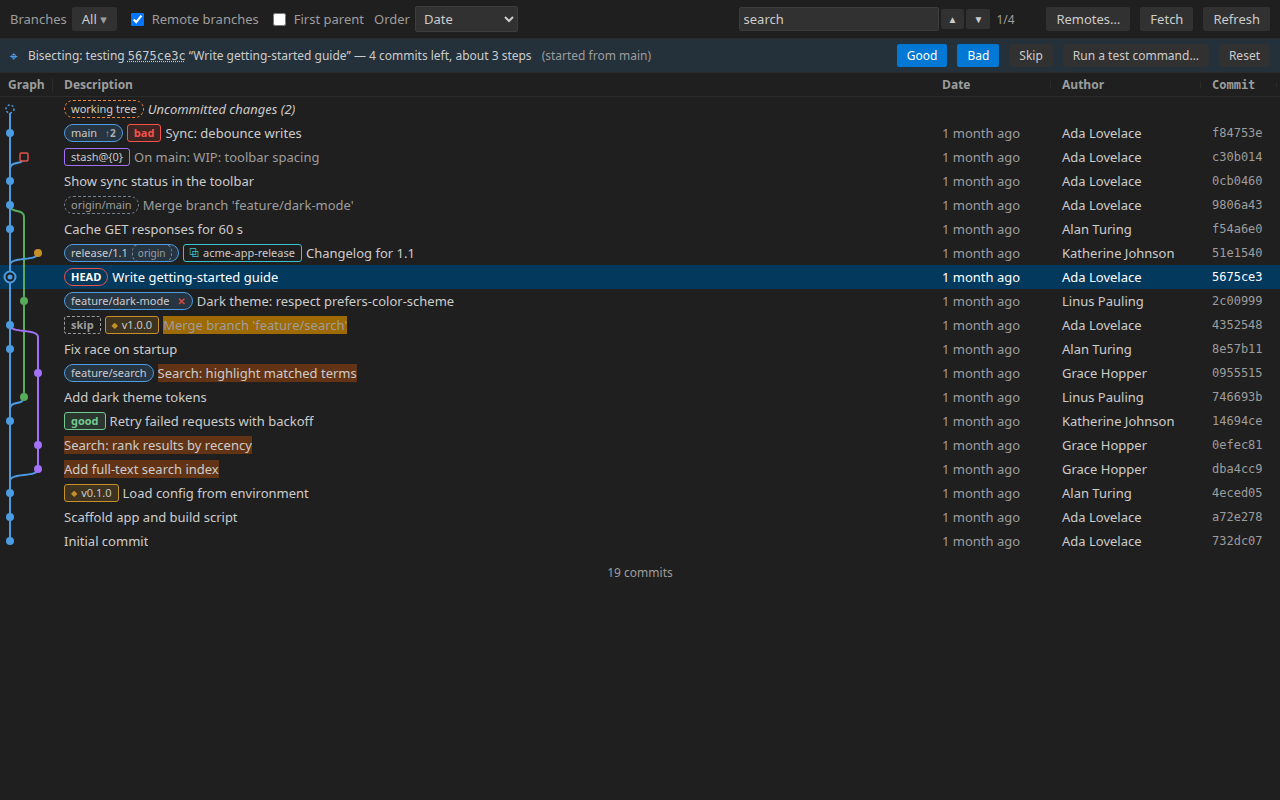 Branches All ▾ Remote branches First parent Order Date search ▲ ▼ 1/4 Remotes... Fetch Refresh
Bisecting: testing 5675ce3c “Write getting-started guide” — 4 commits left, about 3 steps (started from main) Good Bad Skip Run a test command... Reset
Graph Description Date Author Commit
working tree Uncommitted changes (2)
main ↑2 bad Sync: debounce writes 1 month ago Ada Lovelace f84753e
stash@{0} On main: WIP: toolbar spacing 1 month ago Ada Lovelace c30b014
Show sync status in the toolbar 1 month ago Ada Lovelace 0cb0460
origin/main Merge branch 'feature/dark-mode' 1 month ago Ada Lovelace 9806a43
Cache GET responses for 60 s 1 month ago Alan Turing f54a6e0
release/1.1 origin acme-app-release Changelog for 1.1 1 month ago Katherine Johnson 51e1540
HEAD Write getting-started guide 1 month ago Ada Lovelace 5675ce3
feature/dark-mode ✕ Dark theme: respect prefers-color-scheme 1 month ago Linus Pauling 2c00999
skip ◆ v1.0.0 Merge branch 'feature/search' 1 month ago Ada Lovelace 4352548
Fix race on startup 1 month ago Alan Turing 8e57b11
feature/search Search: highlight matched terms 1 month ago Grace Hopper 0955515
Add dark theme tokens 1 month ago Linus Pauling 746693b
good Retry failed requests with backoff 1 month ago Katherine Johnson 14694ce
Search: rank results by recency 1 month ago Grace Hopper 0efec81
Add full-text search index 1 month ago Grace Hopper dba4cc9
◆ v0.1.0 Load config from environment 1 month ago Alan Turing 4eced05
Scaffold app and build script 1 month ago Ada Lovelace a72e278
Initial commit 1 month ago Ada Lovelace 732dc07
19 commits